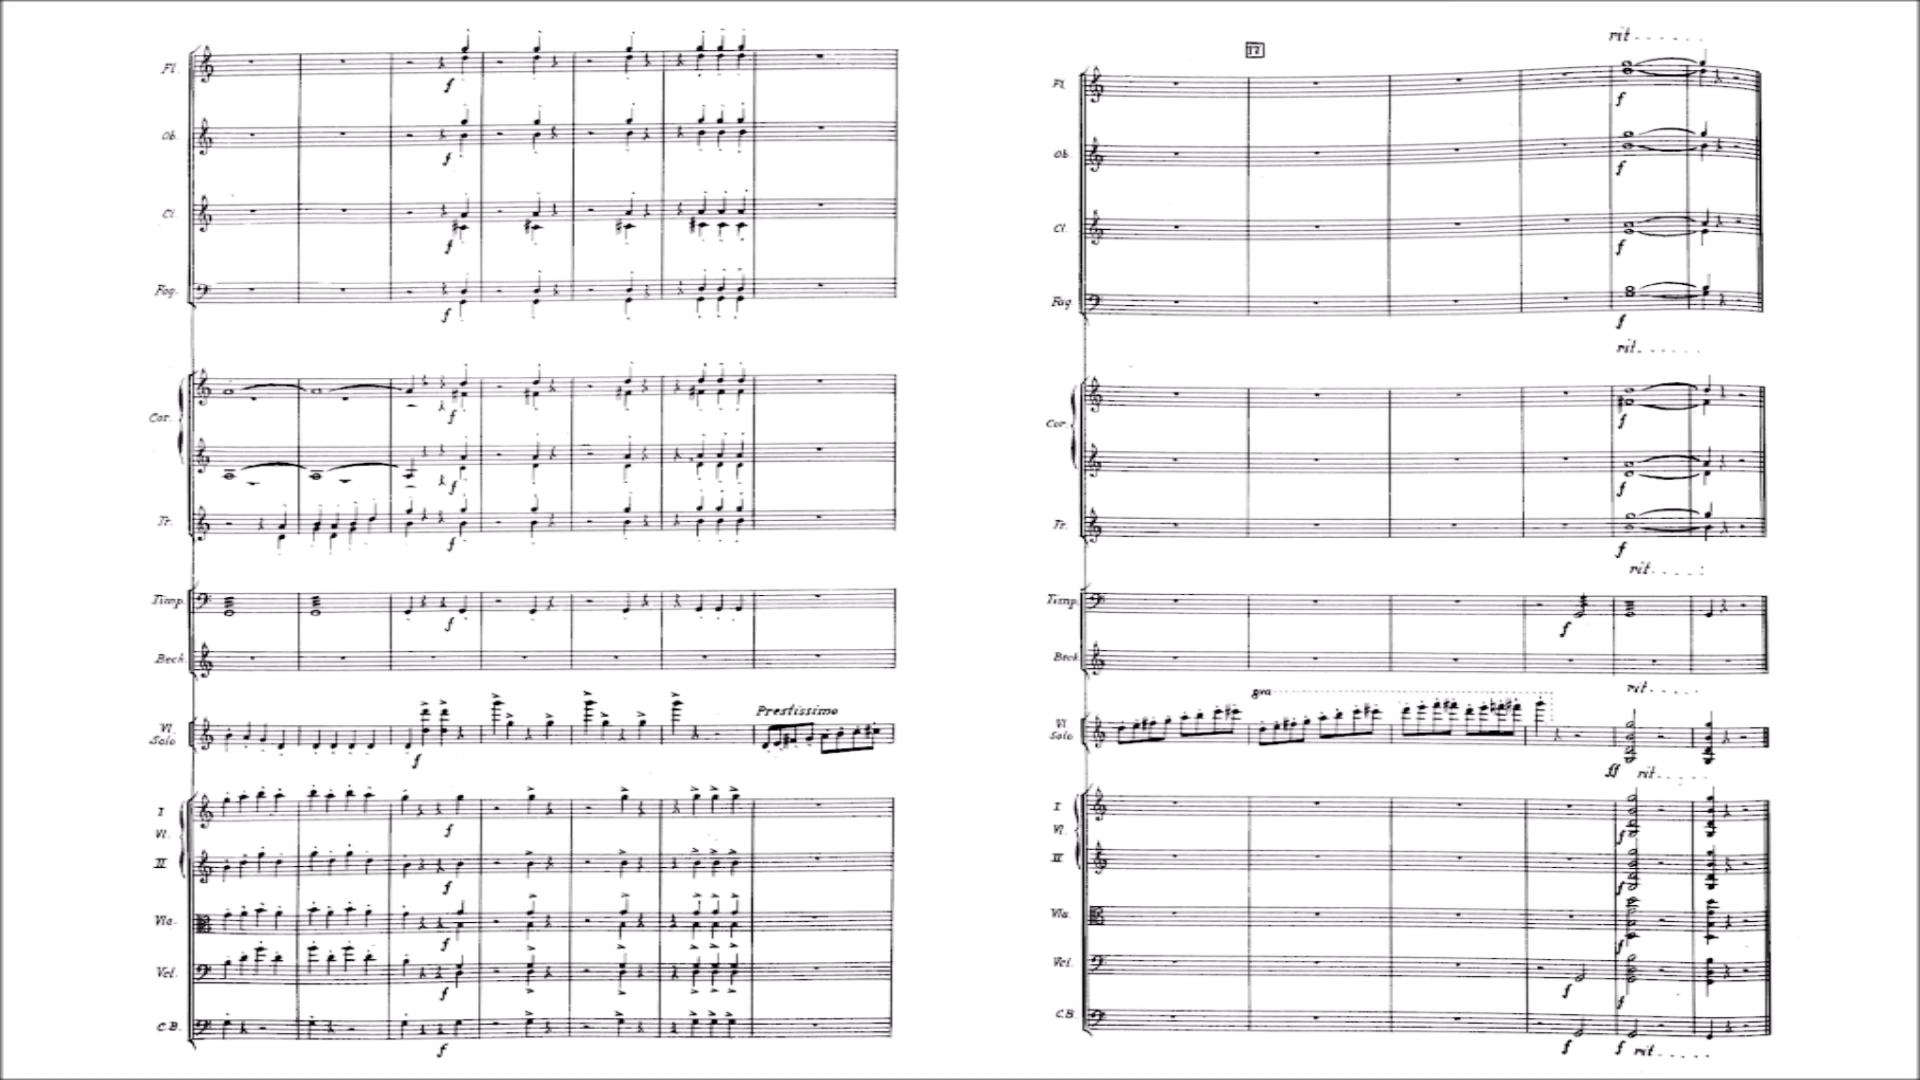 Fl.
f
Ob.
f
Cl.
f
Fag.
f
Cor.
f
f
Tr.
f
Timp.
f
Beck.
Prestissimo
Vl.
Solo
f
I
f
Vl.
II
f
Vla.
f
Vcl.
f
C.B.
f
17
rit......
Fl.
f
Ob.
f
Cl.
f
Fag.
f
rit......
Cor.
f
f
Tr.
f
rit.....
Timp.
f
Beck.
rit.....
8va
Vl.
Solo
ff rit.....
I
f
Vl.
II
f
Vla.
f
Vcl.
f f
C.B.
f f rit.....